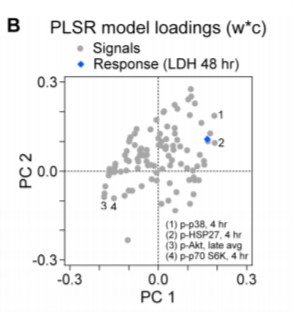 B
PLSR model loadings (w*c)
Signals
Response (LDH 48 hr)
0.3
1
2
PC 2
0.0
3 4
(1) p-p38, 4 hr
(2) p-HSP27, 4 hr
(3) p-Akt, late avg
(4) p-p70 S6K, 4 hr
-0.3
-0.3 0.0 0.3
PC 1